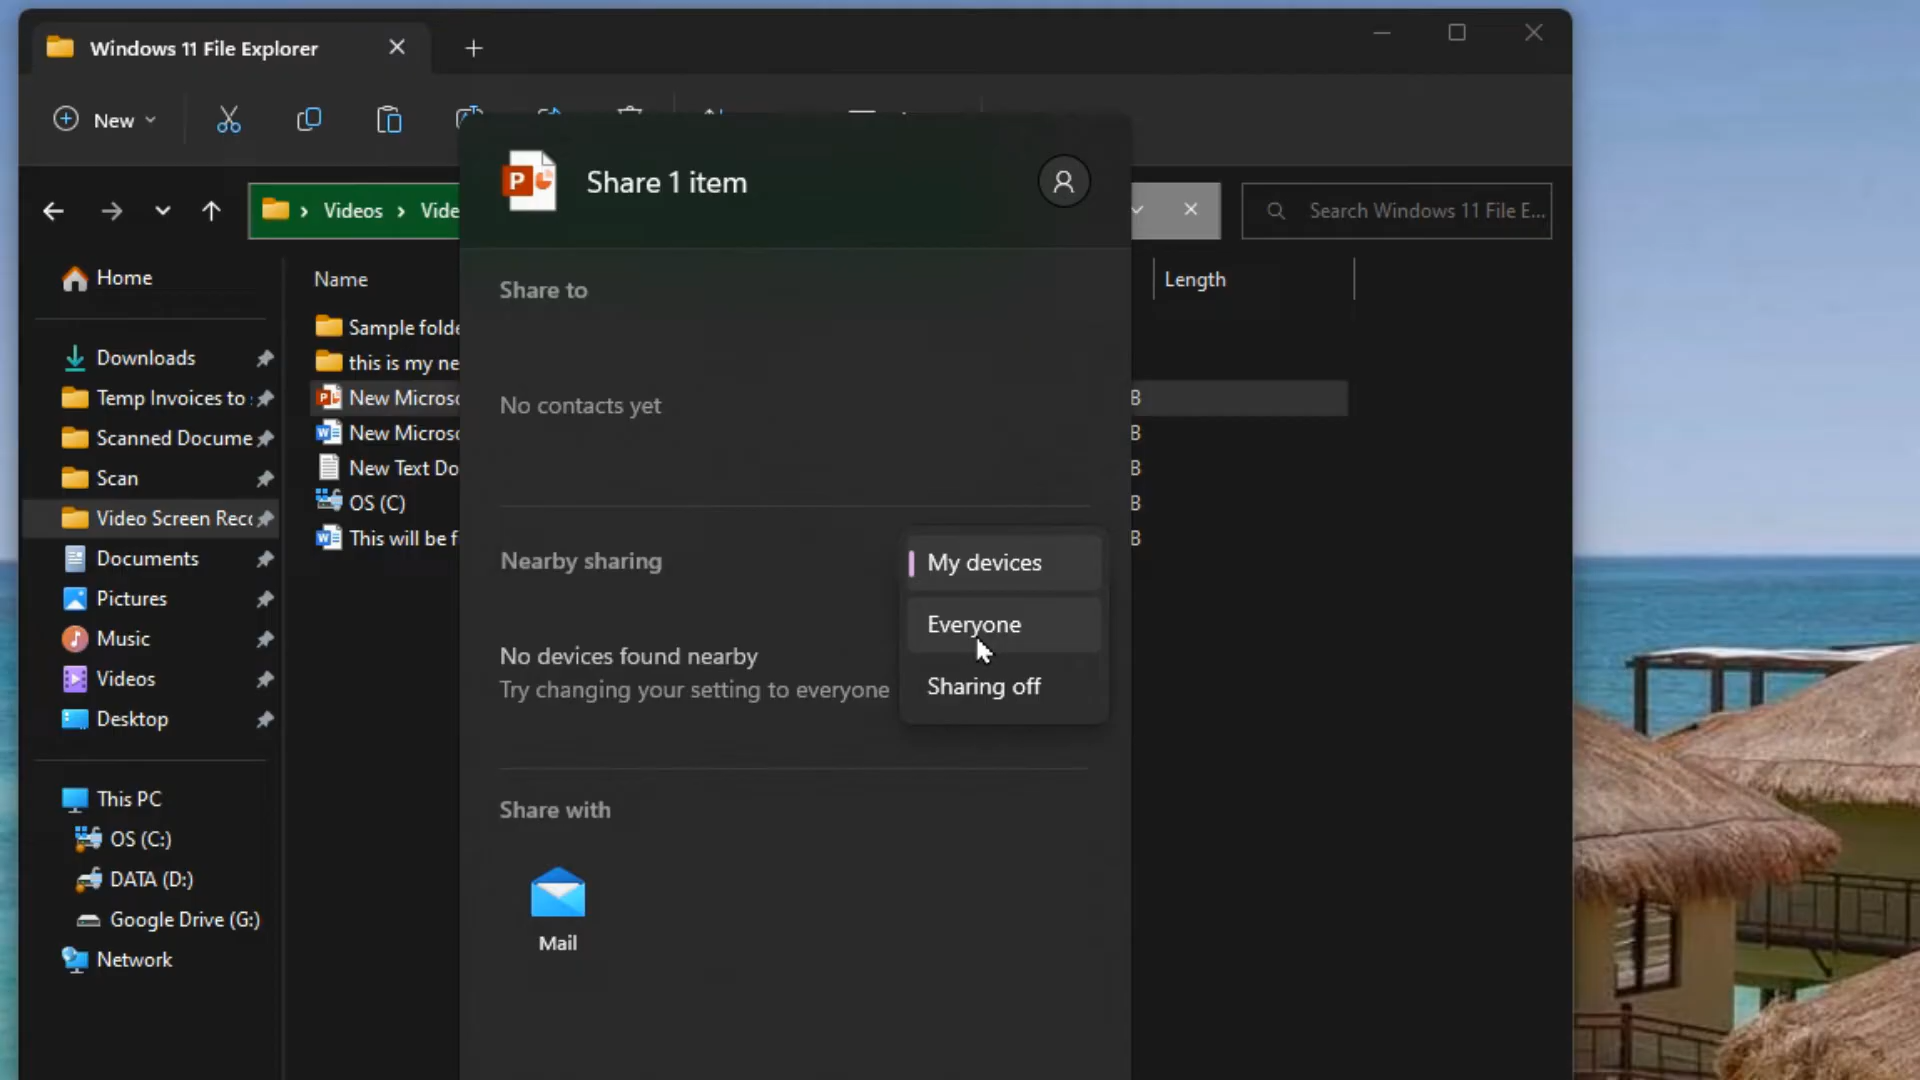 Windows 11 File Explorer
New
Share 1 item
Videos
Vide
Search Windows 11 File E...
Home
Downloads
Temp Invoices to
Scanned Docume
Scan
Video Screen Rec
Documents
Pictures
Music
Videos
Desktop
This PC
OS (C:)
DATA (D:)
Google Drive (G:)
Network
Name
Length
Sample folde
this is my ne
New Microso
B
New Microso
B
New Text Do
B
OS (C)
B
This will be f
B
Share to
No contacts yet
Nearby sharing
My devices
Everyone
Sharing off
No devices found nearby
Try changing your setting to everyone
Share with
Mail